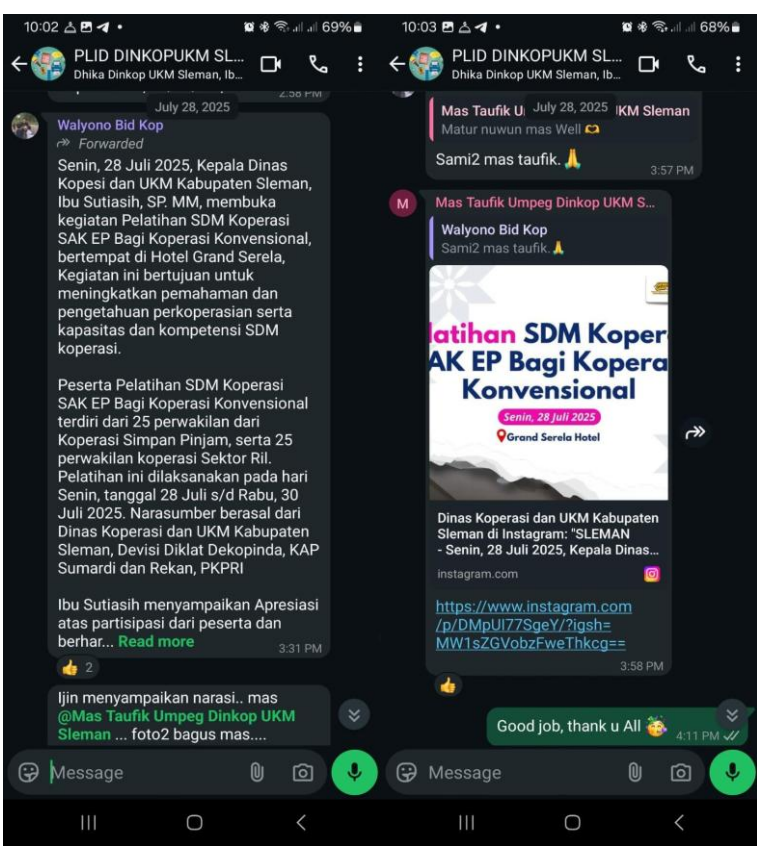 10:02
69%
PLID DINKOPUKM SL...
Dhika Dinkop UKM Sleman, Ib...
2:58 PM
July 28, 2025
Walyono Bid Kop
Forwarded
Senin, 28 Juli 2025, Kepala Dinas
Kopesi dan UKM Kabupaten Sleman,
Ibu Sutiasih, SP. MM, membuka
kegiatan Pelatihan SDM Koperasi
SAK EP Bagi Koperasi Konvensional,
bertempat di Hotel Grand Serela,
Kegiatan ini bertujuan untuk
meningkatkan pemahaman dan
pengetahuan perkoperasian serta
kapasitas dan kompetensi SDM
koperasi.
Peserta Pelatihan SDM Koperasi
SAK EP Bagi Koperasi Konvensional
terdiri dari 25 perwakilan dari
Koperasi Simpan Pinjam, serta 25
perwakilan koperasi Sektor Ril.
Pelatihan ini dilaksanakan pada hari
Senin, tanggal 28 Juli s/d Rabu, 30
Juli 2025. Narasumber berasal dari
Dinas Koperasi dan UKM Kabupaten
Sleman, Devisi Diklat Dekopinda, KAP
Sumardi dan Rekan, PKPRI
Ibu Sutiasih menyampaikan Apresiasi
atas partisipasi dari peserta dan
berhar... Read more
3:31 PM
👍 2
Ijin menyampaikan narasi.. mas
@Mas Taufik Umpeg Dinkop UKM
Sleman ... foto2 bagus mas....
Message
10:03
68%
PLID DINKOPUKM SL...
Dhika Dinkop UKM Sleman, Ib...
July 28, 2025
Mas Taufik U
KM Sleman
Matur nuwun mas Well
Sami2 mas taufik. 🙏
3:57 PM
M
Mas Taufik Umpeg Dinkop UKM S...
Walyono Bid Kop
Sami2 mas taufik. 🙏
latihan SDM Koper
AK EP Bagi Kopera
Konvensional
Senin, 28 Juli 2025
Grand Serela Hotel
Dinas Koperasi dan UKM Kabupaten
Sleman di Instagram: "SLEMAN
- Senin, 28 Juli 2025, Kepala Dinas...
instagram.com
https://www.instagram.com
/p/DMpUI77SgeY/?igsh=
MW1sZGVobzFweThkcg==
3:58 PM
Good job, thank u All 🥳
4:11 PM
Message